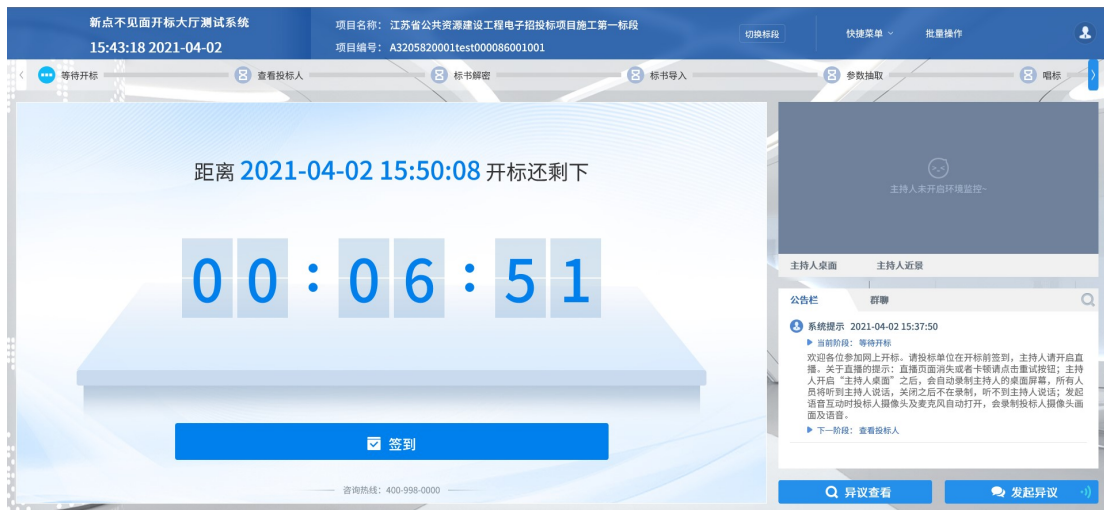 新点不见面开标大厅测试系统
15:43:18 2021-04-02
项目名称： 江苏省公共资源建设工程电子招投标项目施工第一标段
项目编号： A3205820001test000086001001
切换标段
快捷菜单
批量操作
等待开标
查看投标人
标书解密
标书导入
参数抽取
唱标
距离 2021-04-02 15:50:08 开标还剩下
00：06：51
签到
咨询热线：400-998-0000
主持人未开启环境监控~
主持人桌面
主持人近景
公告栏
群聊
系统提示 2021-04-02 15:37:50
当前阶段： 等待开标
欢迎各位参加网上开标。请投标单位在开标前签到，主持人请开启直
播。关于直播的提示：直播页面消失或者卡顿请点击重试按钮；主持
人开启“主持人桌面”之后，会自动录制主持人的桌面屏幕，所有人
员将听到主持人说话，关闭之后不在录制，听不到主持人说话；发起
语音互动时投标人摄像头及麦克风自动打开，会录制投标人摄像头画
面及语音。
下一阶段： 查看投标人
异议查看
发起异议